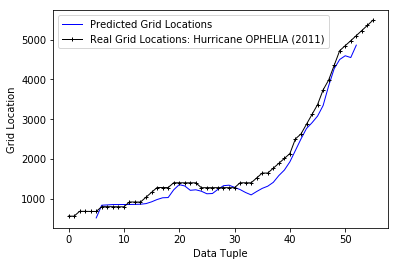 Predicted Grid Locations
Real Grid Locations: Hurricane OPHELIA (2011)
5000
4000
3000
2000
1000
Grid Location
0 10 20 30 40 50
Data Tuple